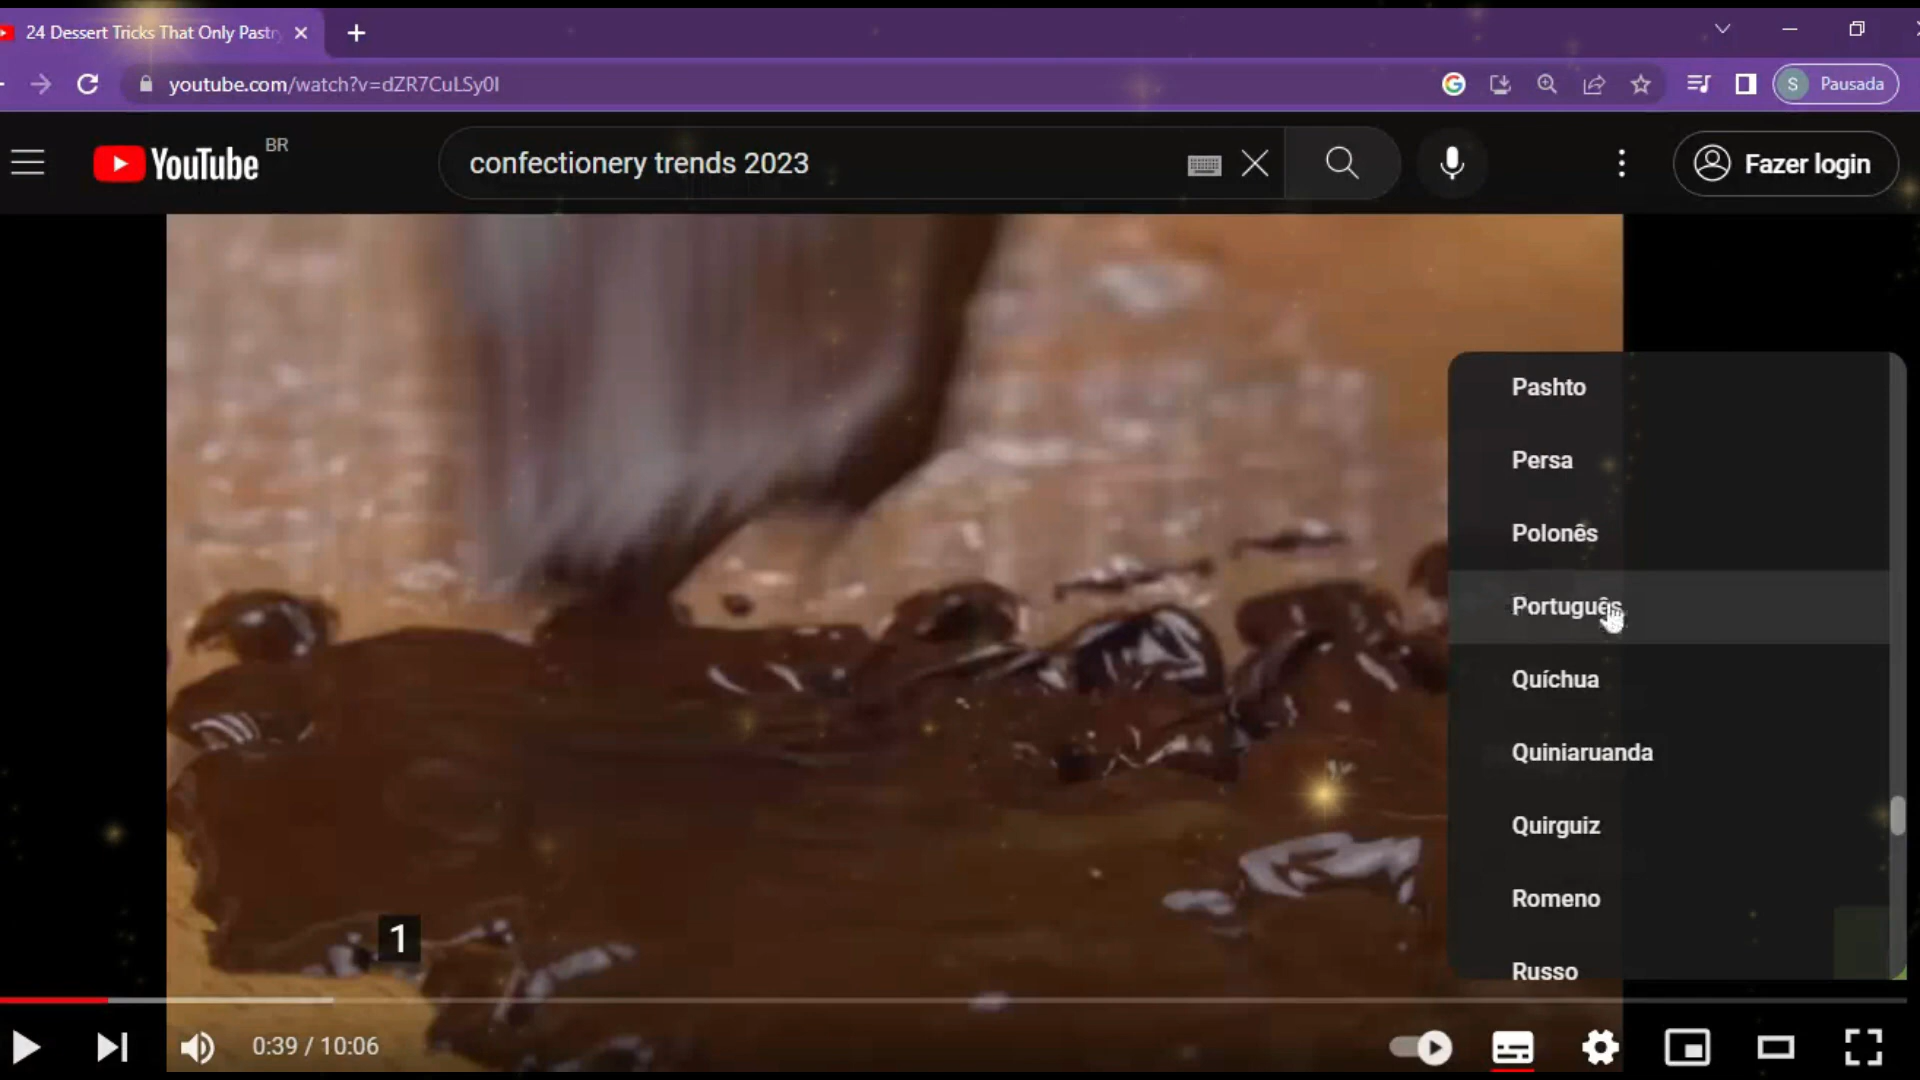 24 Dessert Tricks That Only Pastr
youtube.com/watch?v=dZR7CuLSy0I
S Pausada
YouTube BR
confectionery trends 2023
Fazer login
Pashto
Persa
Polonês
Português
Quíchua
Quiniaruanda
Quirguiz
Romeno
Russo
1
0:39 / 10:06